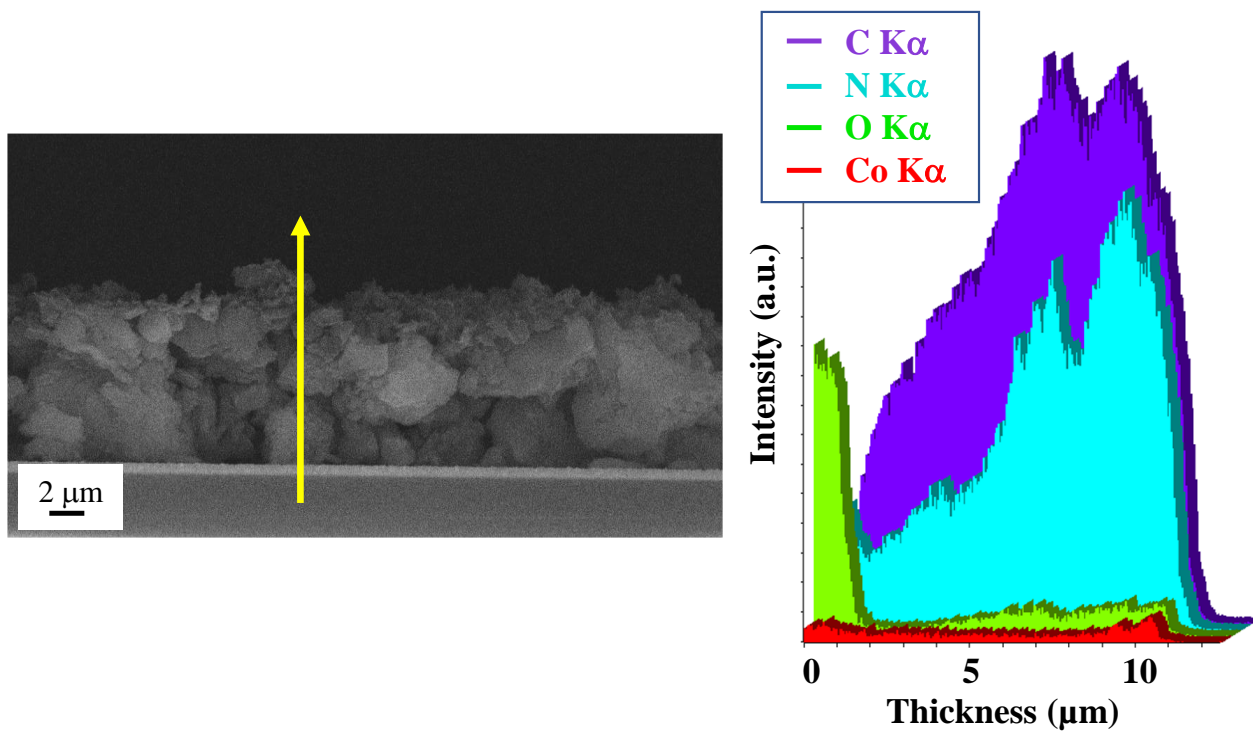 2 μm
C Kα
N Kα
O Kα
Co Kα
Intensity (a.u.)
0 5 10
Thickness (μm)